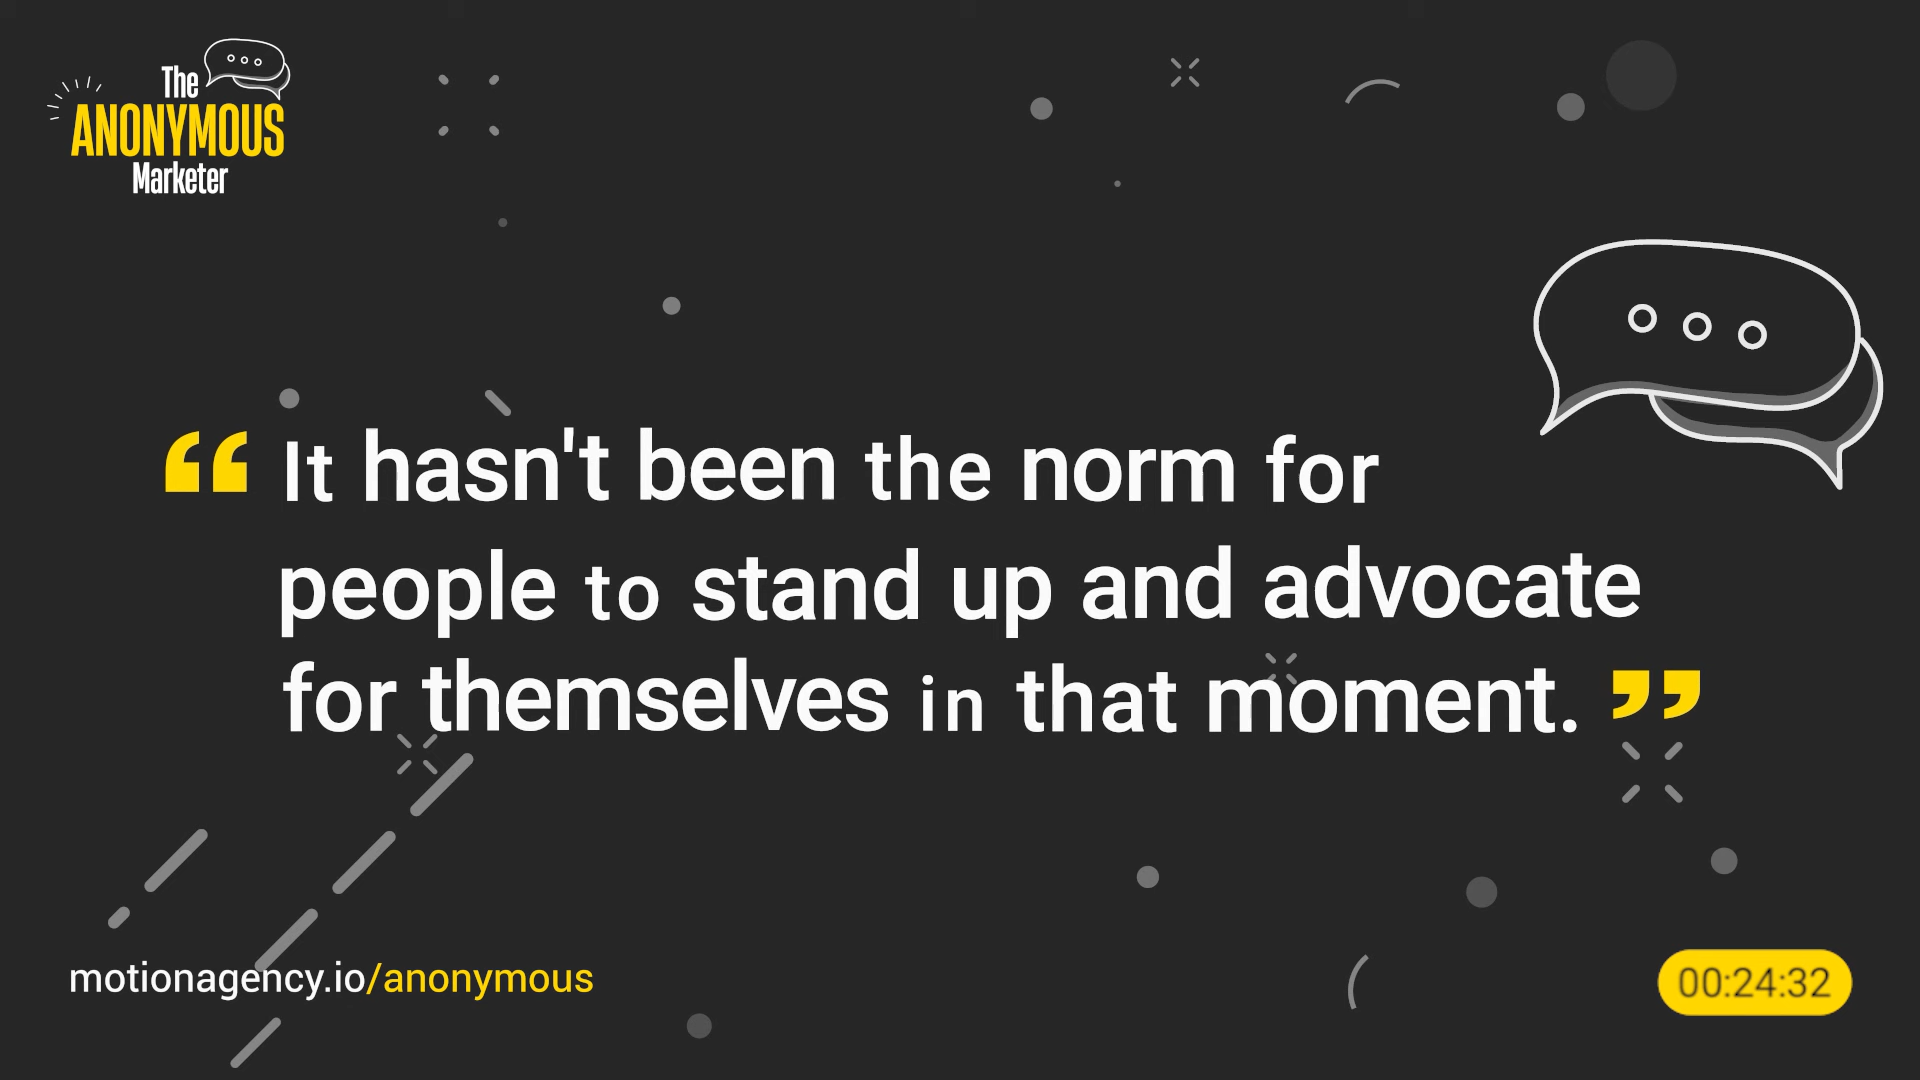 The
ANONYMOUS
Marketer
“ It hasn't been the norm for
people to stand up and advocate
for themselves in that moment. ”
motionagency.io/anonymous
00:24:32